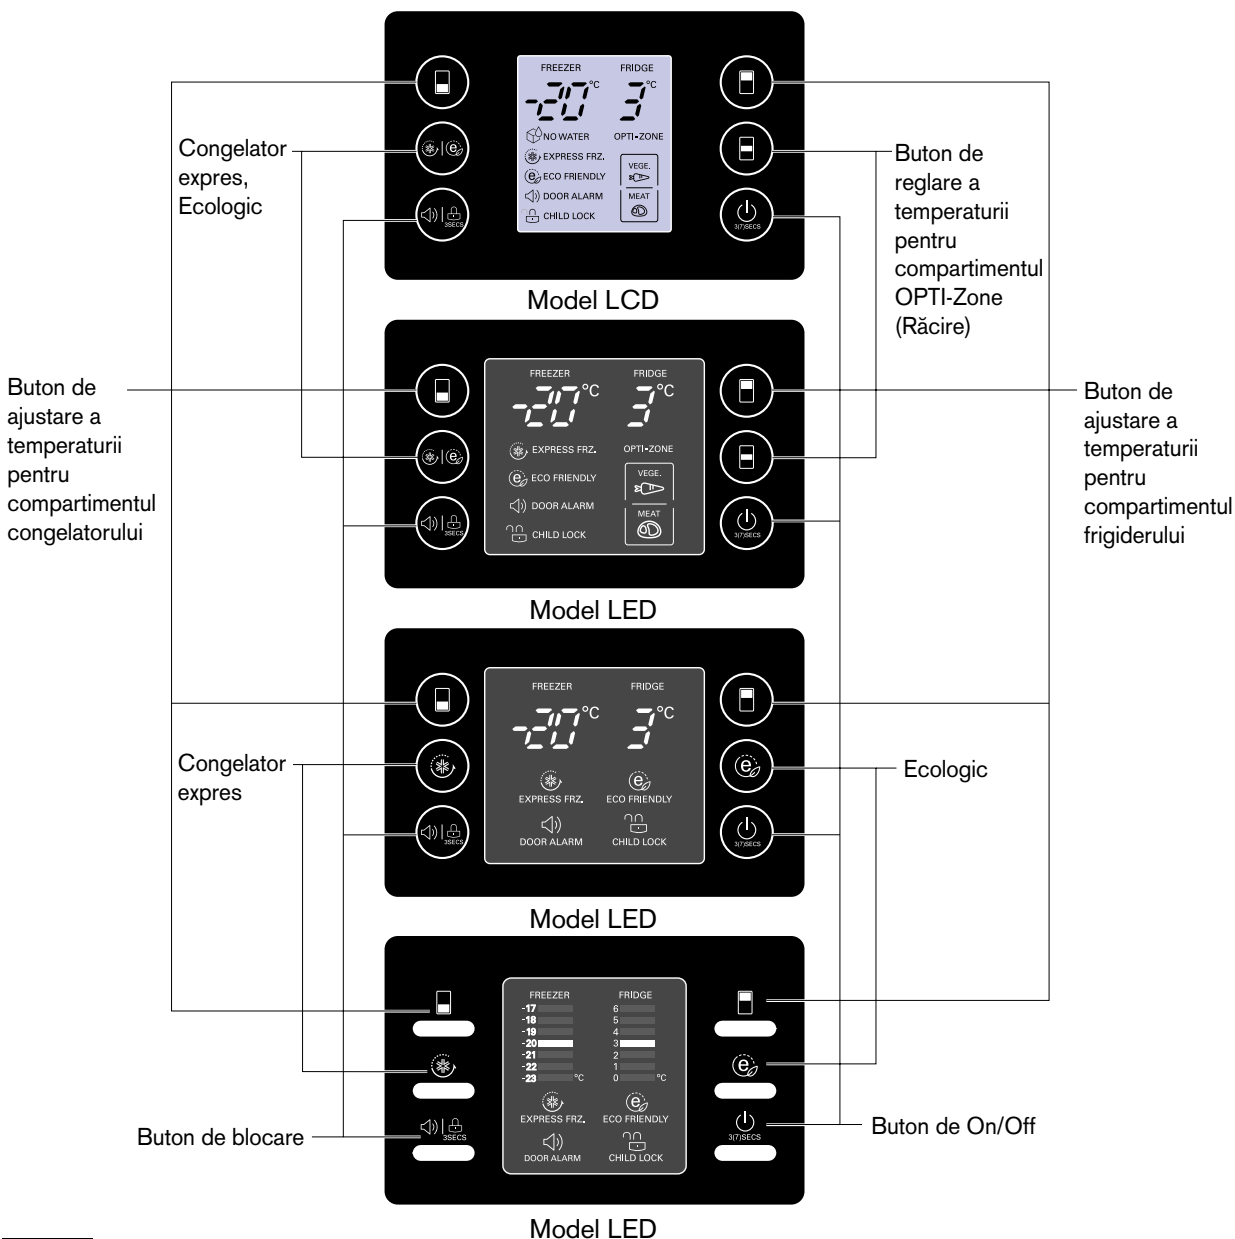 FREEZER FRIDGE
-20°C 3°C
NO WATER OPTI-ZONE
EXPRESS FRZ.
VEGE.
ECO FRIENDLY
DOOR ALARM MEAT
CHILD LOCK
3SECS
3(7)SECS
Model LCD
Congelator
expres,
Ecologic
Buton de
reglare a
temperaturii
pentru
compartimentul
OPTI-Zone
(Răcire)
FREEZER FRIDGE
-20°C 3°C
EXPRESS FRZ. OPTI-ZONE
ECO FRIENDLY VEGE.
DOOR ALARM MEAT
CHILD LOCK
3SECS
3(7)SECS
Model LED
Buton de
ajustare a
temperaturii
pentru
compartimentul
congelatorului
Buton de
ajustare a
temperaturii
pentru
compartimentul
frigiderului
FREEZER FRIDGE
-20°C 3°C
EXPRESS FRZ. ECO FRIENDLY
DOOR ALARM CHILD LOCK
3SECS
3(7)SECS
Model LED
Congelator
expres
Ecologic
FREEZER FRIDGE
-17 6
-18 5
-19 4
-20 3
-21 2
-22 1
-23 °C 0 °C
EXPRESS FRZ. ECO FRIENDLY
DOOR ALARM CHILD LOCK
3SECS
3(7)SECS
Buton de blocare
Buton de On/Off
Model LED